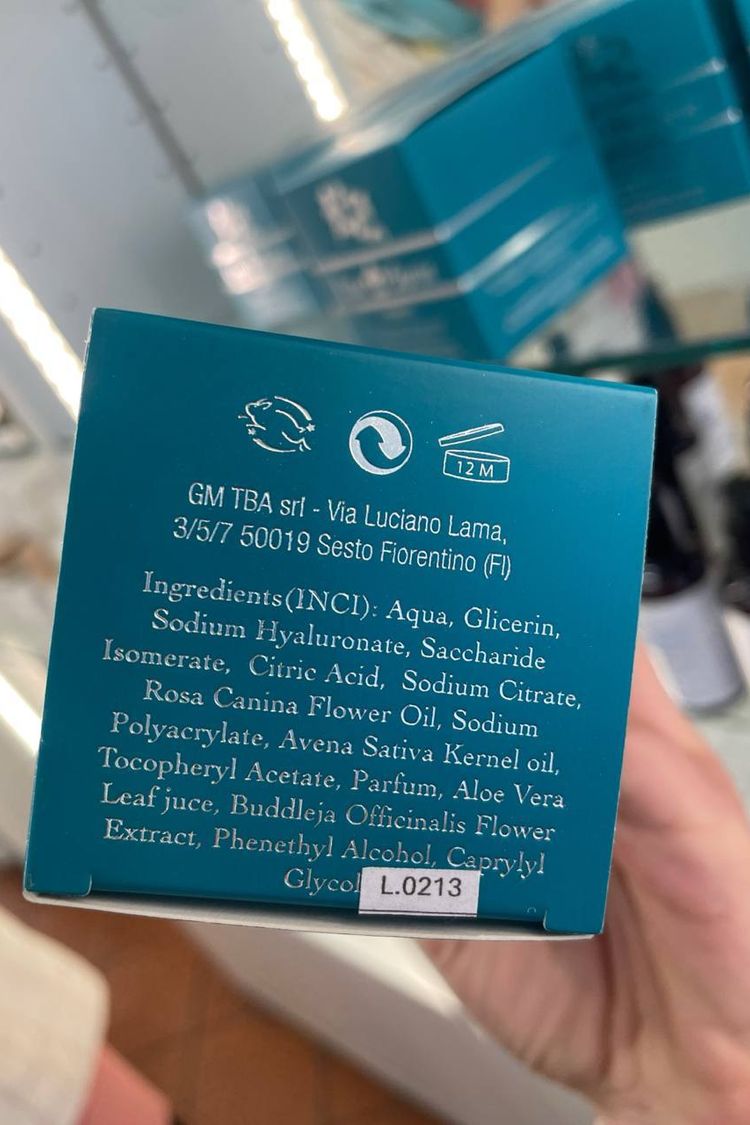 12 M
GM TBA srl - Via Luciano Lama,
3/5/7 50019 Sesto Fiorentino (FI)
Ingredients(INCI): Aqua, Glicerin,
Sodium Hyaluronate, Saccharide
Isomerate, Citric Acid, Sodium Citrate,
Rosa Canina Flower Oil, Sodium
Polyacrylate, Avena Sativa Kernel oil,
Tocopheryl Acetate, Parfum, Aloe Vera
Leaf juce, Buddleja Officinalis Flower
Extract, Phenethyl Alcohol, Caprylyl
Glycol
L.0213